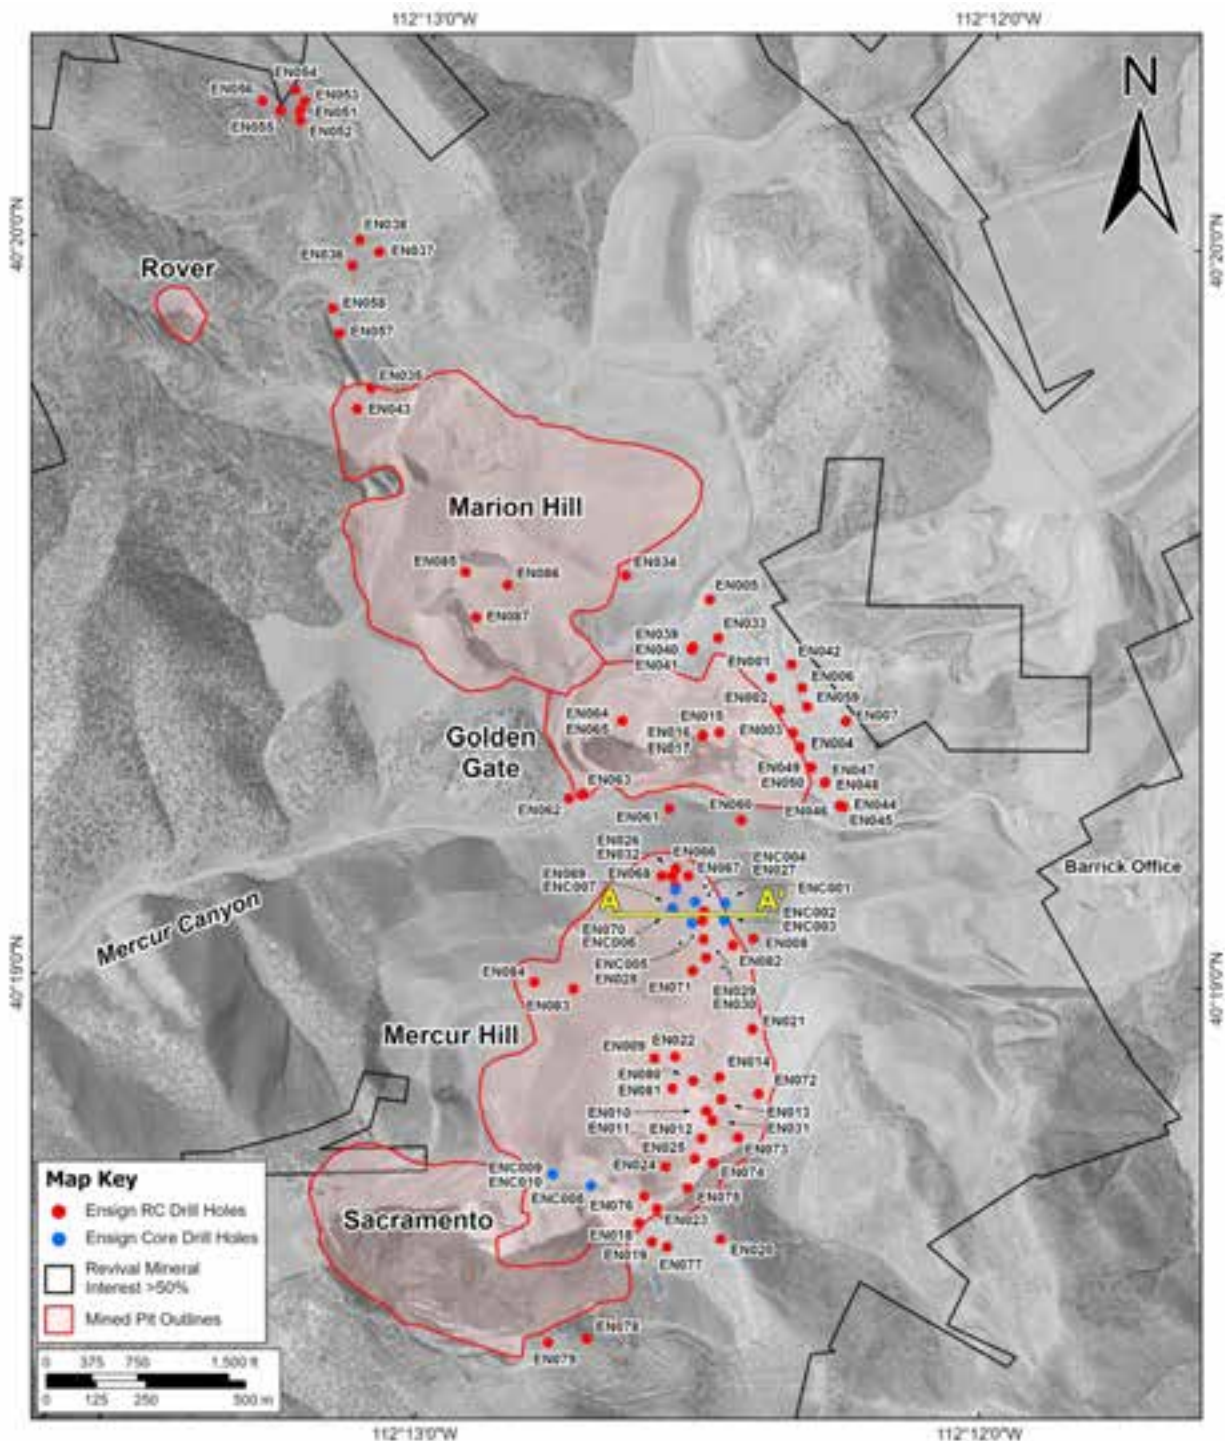 112°13'0"W
112°12'0"W
N
EN054
EN056
EN053
EN051
EN055
EN052
40°20'0"N
40°20'0"N
EN038
EN037
EN036
Rover
EN058
EN057
EN035
EN043
Marion Hill
EN034
EN085
EN086
EN005
EN087
EN033
EN039
EN040
EN041
EN042
EN001
EN006
EN002
EN059
EN007
EN064
EN065
EN015
EN016
EN017
EN003
EN004
Golden
Gate
EN049
EN050
EN047
EN048
EN063
EN062
EN061
EN060
EN046
EN044
EN045
EN026
EN032
EN066
ENC004
EN027
EN068
EN067
EN069
ENC007
ENC001
Barrick Office
A
A'
ENC002
ENC003
EN070
ENC006
EN008
Mercur Canyon
ENC005
EN028
EN082
40°19'0"N
40°19'0"N
EN084
EN071
EN029
EN030
EN083
EN021
Mercur Hill
EN022
EN009
EN014
EN080
EN072
EN081
EN010
EN011
EN012
EN013
EN031
EN025
EN073
EN024
EN074
ENC009
ENC010
ENC008
EN076
EN075
Sacramento
EN023
EN018
EN019
EN020
EN077
EN078
EN079
Map Key
Ensign RC Drill Holes
Ensign Core Drill Holes
Revival Mineral
Interest >50%
Mined Pit Outlines
0 375 750 1,500 ft
0 125 250 500 m
112°13'0"W
112°12'0"W